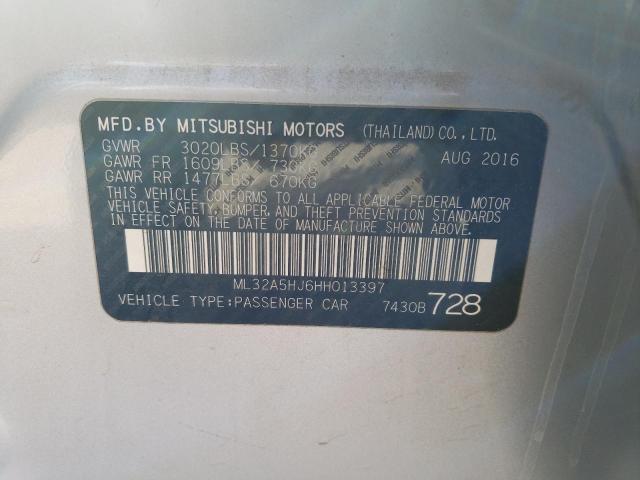 MFD.BY MITSUBISHI MOTORS (THAILAND) CO., LTD.
GVWR 3020LBS/1370KG AUG 2016
GAWR FR 1609LBS/ 730KG
GAWR RR 1477LBS/ 670KG
THIS VEHICLE CONFORMS TO ALL APPLICABLE FEDERAL MOTOR
VEHICLE SAFETY, BUMPER, AND THEFT PREVENTION STANDARDS
IN EFFECT ON THE DATE OF MANUFACTURE SHOWN ABOVE.
ML32A5HJ6HH013397
VEHICLE TYPE:PASSENGER CAR 7430B 728